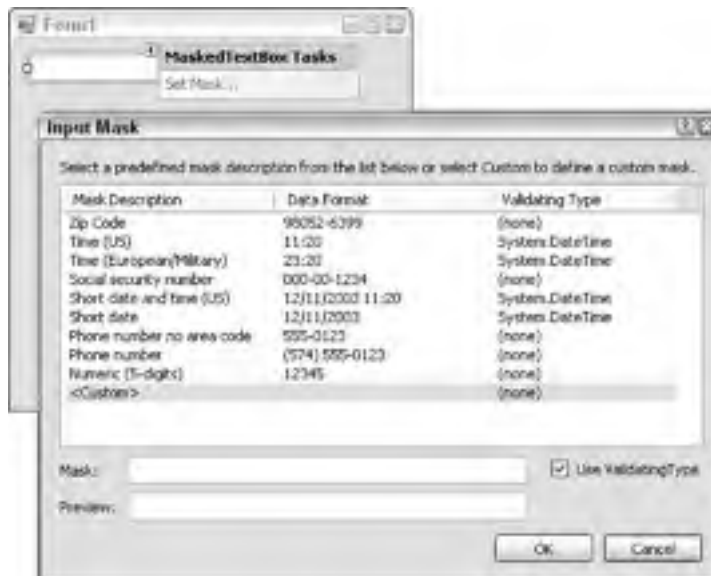 Form1
MaskedTextBox Tasks
Set Mask...
Input Mask
Select a predefined mask description from the list below or select Custom to define a custom mask.
Mask Description Data Format Validating Type
Zip Code 98052-6399 (none)
Time (US) 11:20 System.DateTime
Time (European/Military) 23:20 System.DateTime
Social security number 000-00-1234 (none)
Short date and time (US) 12/11/2003 11:20 System.DateTime
Short date 12/11/2003 System.DateTime
Phone number no area code 555-0123 (none)
Phone number (574) 555-0123 (none)
Numeric (5-digits) 12345 (none)
<Custom> (none)
Mask: Use ValidatingType
Preview:
OK Cancel